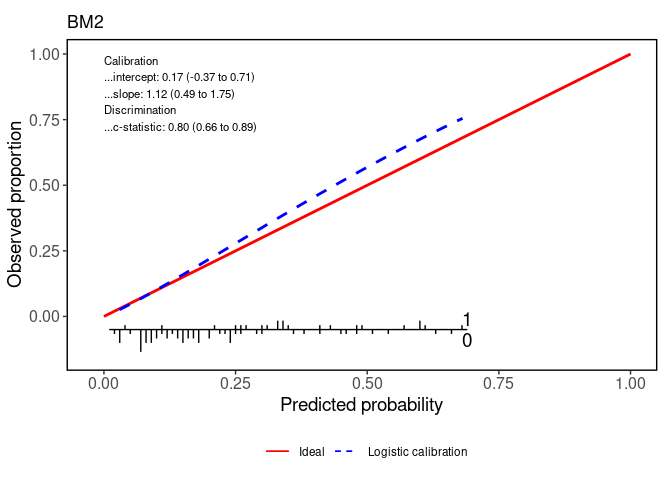 BM2
Calibration
...intercept: 0.17 (-0.37 to 0.71)
...slope: 1.12 (0.49 to 1.75)
Discrimination
...c-statistic: 0.80 (0.66 to 0.89)
1.00
0.75
0.50
0.25
0.00
Observed proportion
1
0
0.00 0.25 0.50 0.75 1.00
Predicted probability
Ideal Logistic calibration